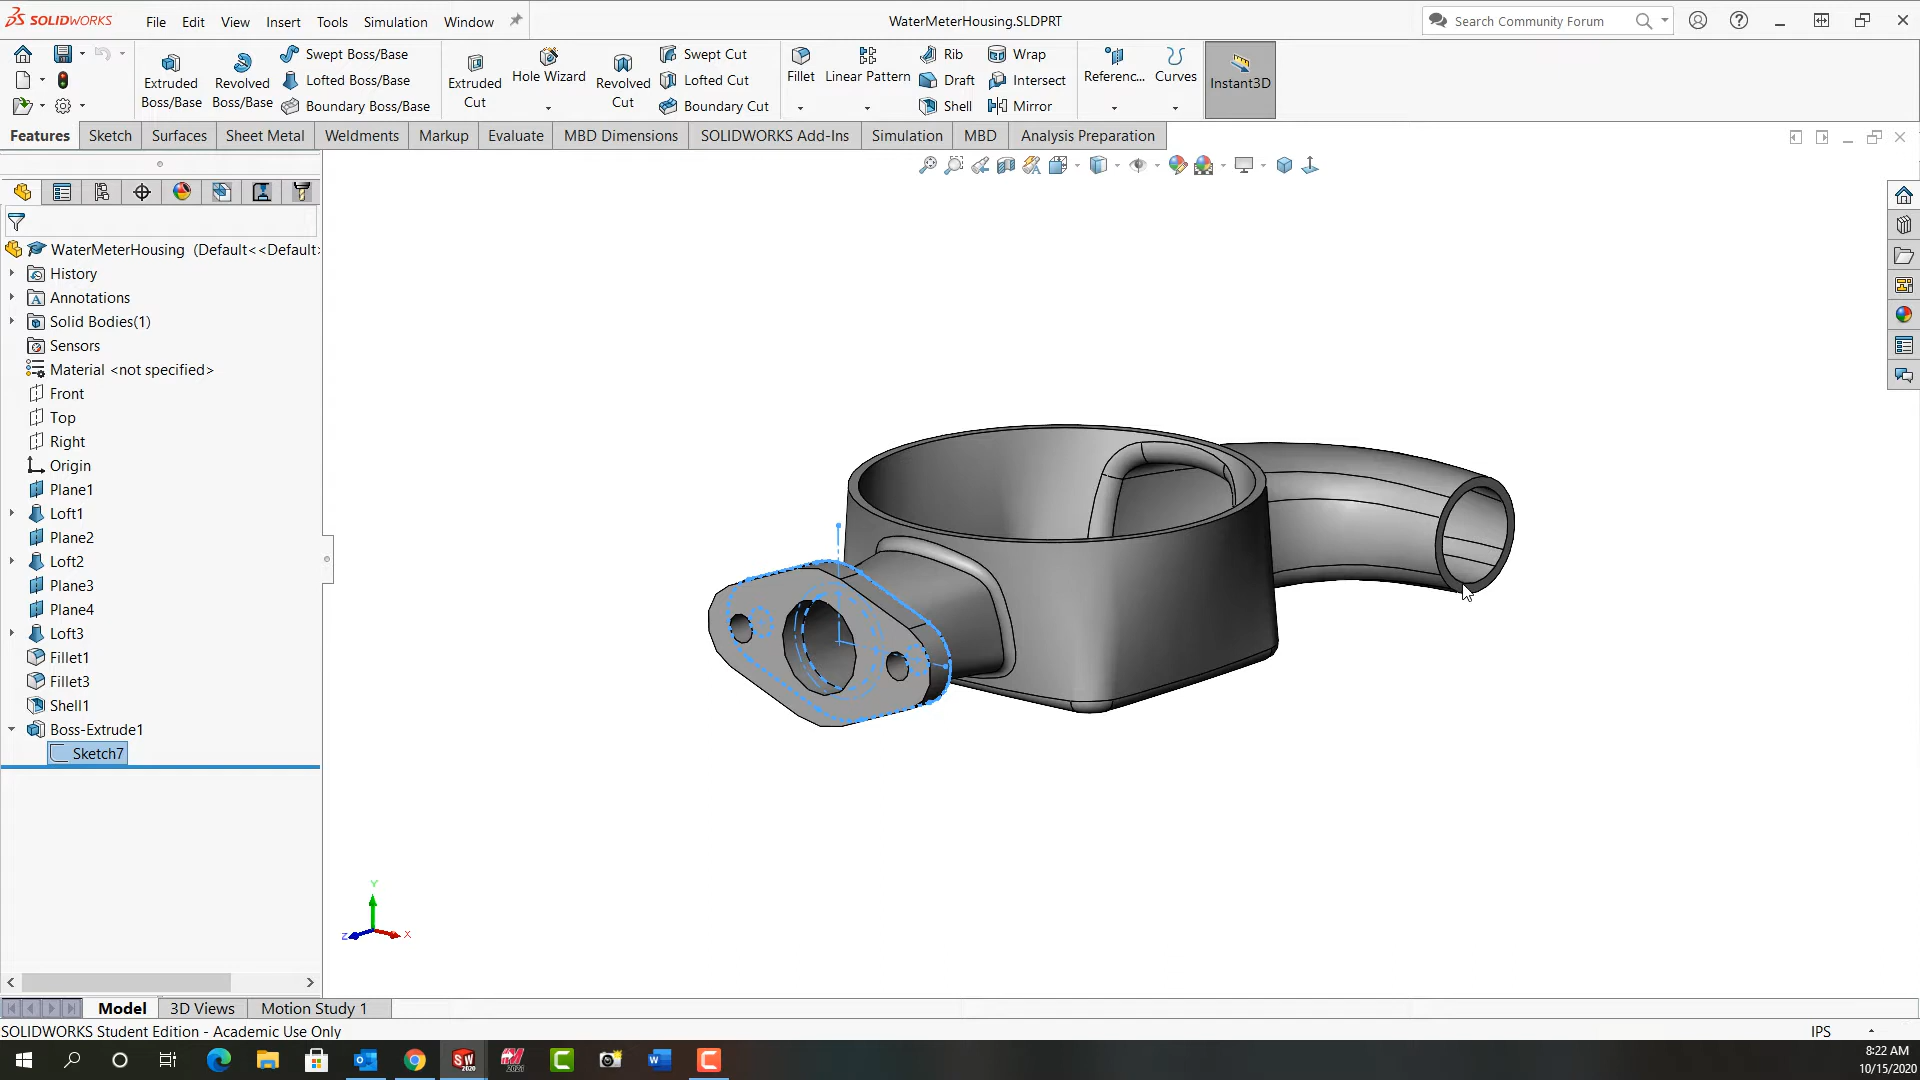 SOLIDWORKS
File Edit View Insert Tools Simulation Window
WaterMeterHousing.SLDPRT
Search Community Forum
Extruded Boss/Base
Revolved Boss/Base
Swept Boss/Base
Lofted Boss/Base
Boundary Boss/Base
Extruded Cut
Hole Wizard
Revolved Cut
Swept Cut
Lofted Cut
Boundary Cut
Fillet
Linear Pattern
Rib
Draft
Shell
Wrap
Intersect
Mirror
Referenc...
Curves
Instant3D
Features Sketch Surfaces Sheet Metal Weldments Markup Evaluate MBD Dimensions SOLIDWORKS Add-Ins Simulation MBD Analysis Preparation
WaterMeterHousing (Default<<Default>
History
Annotations
Solid Bodies(1)
Sensors
Material <not specified>
Front
Top
Right
Origin
Plane1
Loft1
Plane2
Loft2
Plane3
Plane4
Loft3
Fillet1
Fillet3
Shell1
Boss-Extrude1
Sketch7
Y
Z
X
Model 3D Views Motion Study 1
SOLIDWORKS Student Edition - Academic Use Only
IPS
8:22 AM
10/15/2020